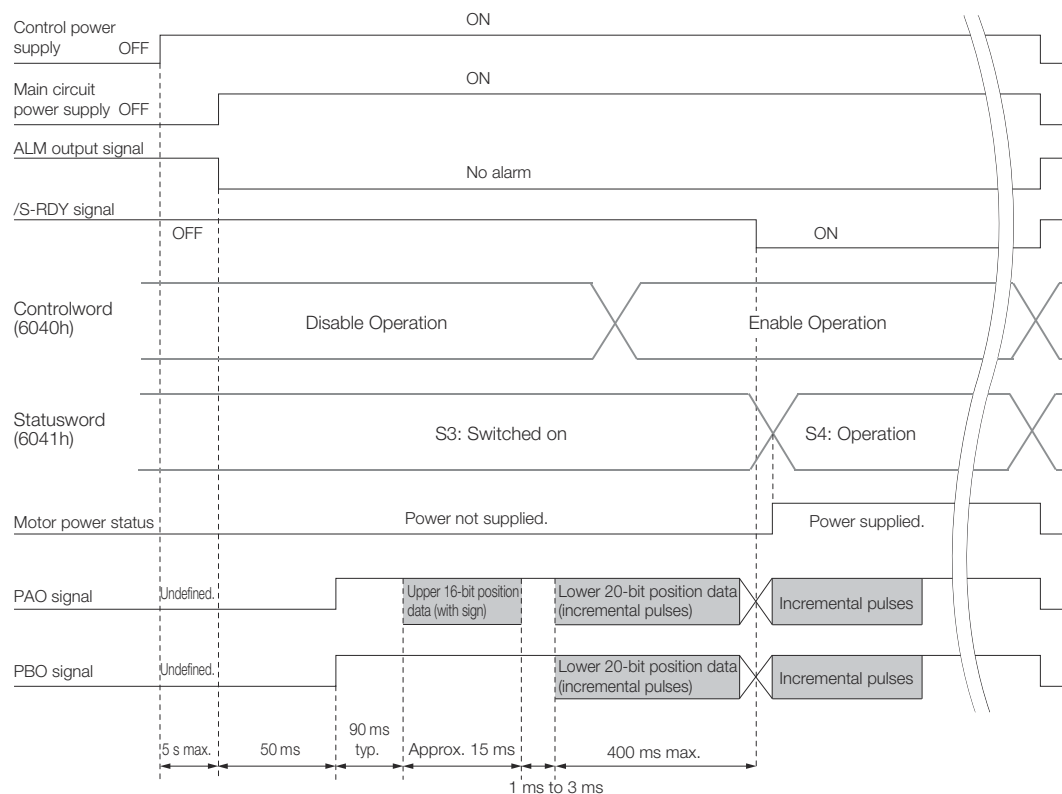 Control power
supply OFF
ON
Main circuit
power supply OFF
ON
ALM output signal
No alarm
/S-RDY signal
OFF
ON
Controlword
(6040h)
Disable Operation
Enable Operation
Statusword
(6041h)
S3: Switched on
S4: Operation
Motor power status
Power not supplied.
Power supplied.
PAO signal
Undefined.
Upper 16-bit position
data (with sign)
Lower 20-bit position data
(incremental pulses)
Incremental pulses
PBO signal
Undefined.
Lower 20-bit position data
(incremental pulses)
Incremental pulses
5 s max.
50 ms
90 ms
typ.
Approx. 15 ms
1 ms to 3 ms
400 ms max.